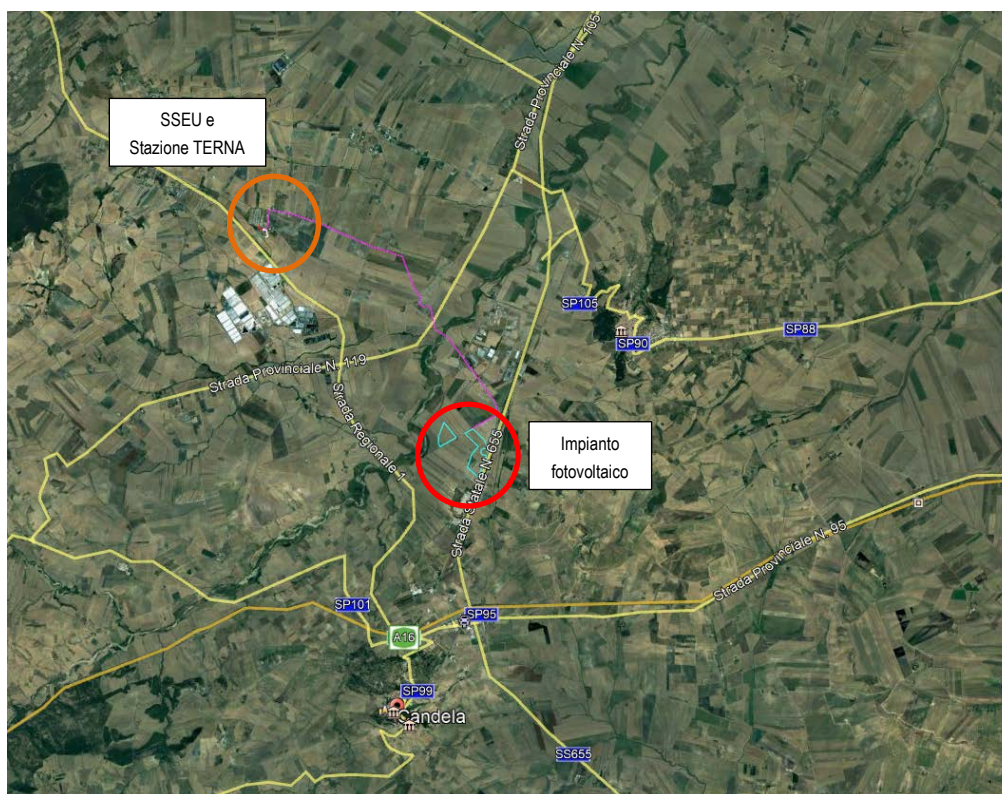 Strada Provinciale N. 105
SSEU e
Stazione TERNA
SP105
SP88
SP90
Strada Provinciale N. 119
Strada Regionale 1
Impianto
fotovoltaico
Strada Statale N. 655
Strada Provinciale N. 95
SP101
SP95
A16
SP99
Candela
SS655